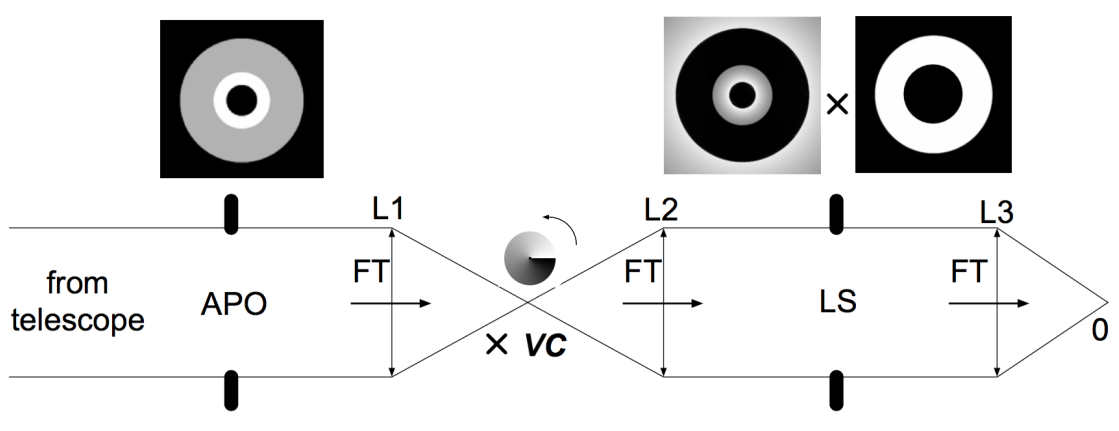 ×
L1
L2
L3
FT
FT
FT
from
telescope
APO
LS
× VC
0